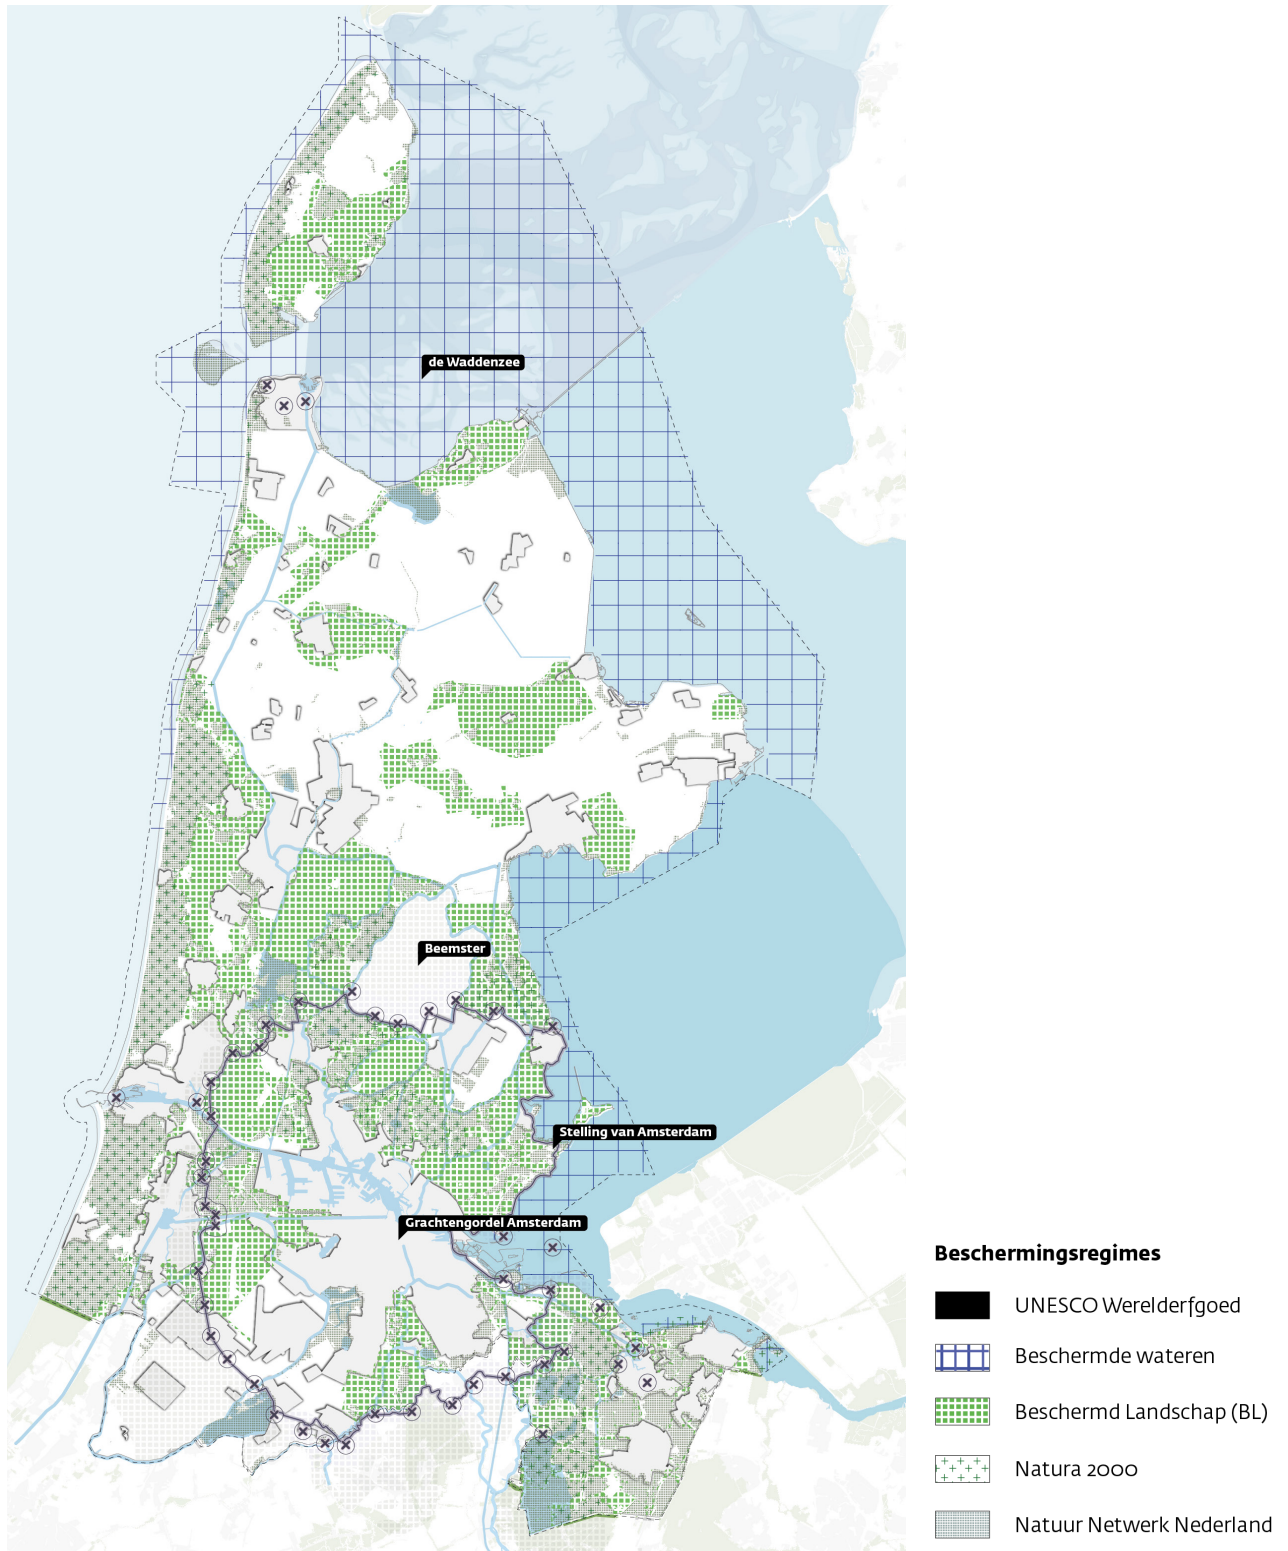 de Waddenzee
Beemster
Stelling van Amsterdam
Grachtengordel Amsterdam
Beschermingsregimes
UNESCO Werelderfgoed
Beschermde wateren
Beschermd Landschap (BL)
Natura 2000
Natuur Netwerk Nederland